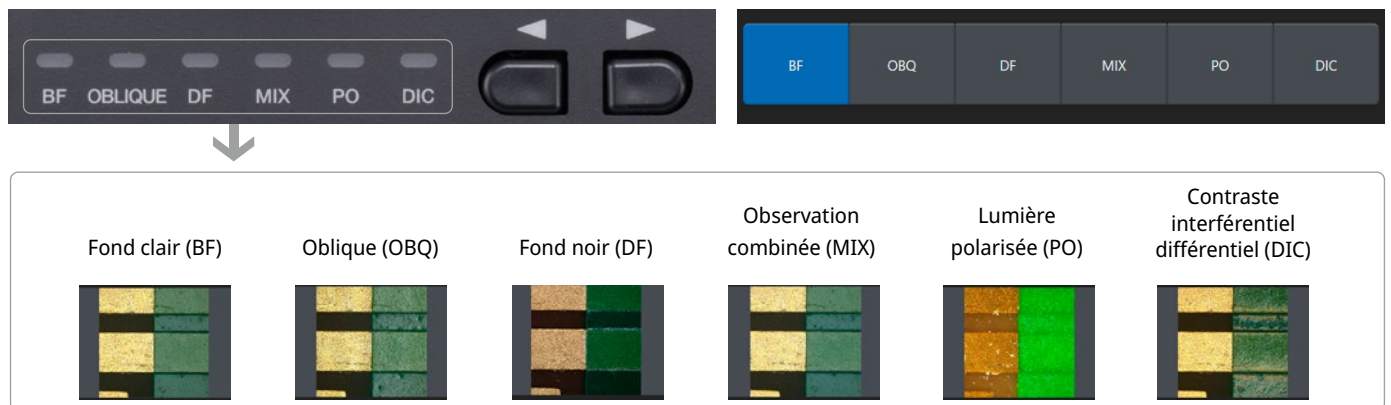 BF OBLIQUE DF MIX PO DIC
BF OBQ DF MIX PO DIC
Fond clair (BF)
Oblique (OBQ)
Fond noir (DF)
Observation
combinée (MIX)
Lumière
polarisée (PO)
Contraste
interférentiel
différentiel (DIC)